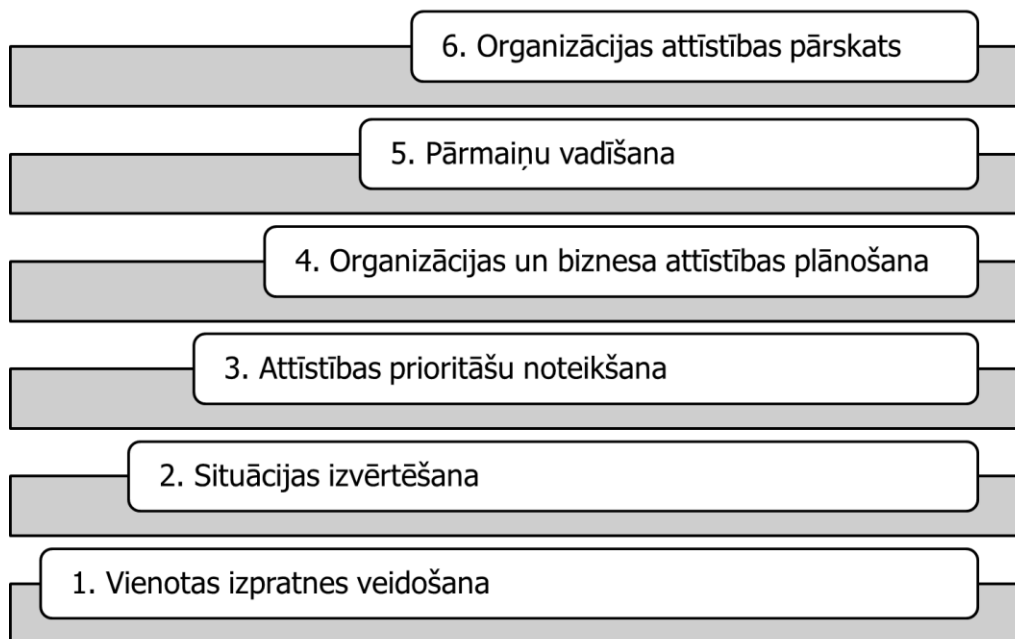 6. Organizācijas attīstības pārskats
5. Pārmaiņu vadīšana
4. Organizācijas un biznesa attīstības plānošana
3. Attīstības prioritāšu noteikšana
2. Situācijas izvērtēšana
1. Vienotas izpratnes veidošana